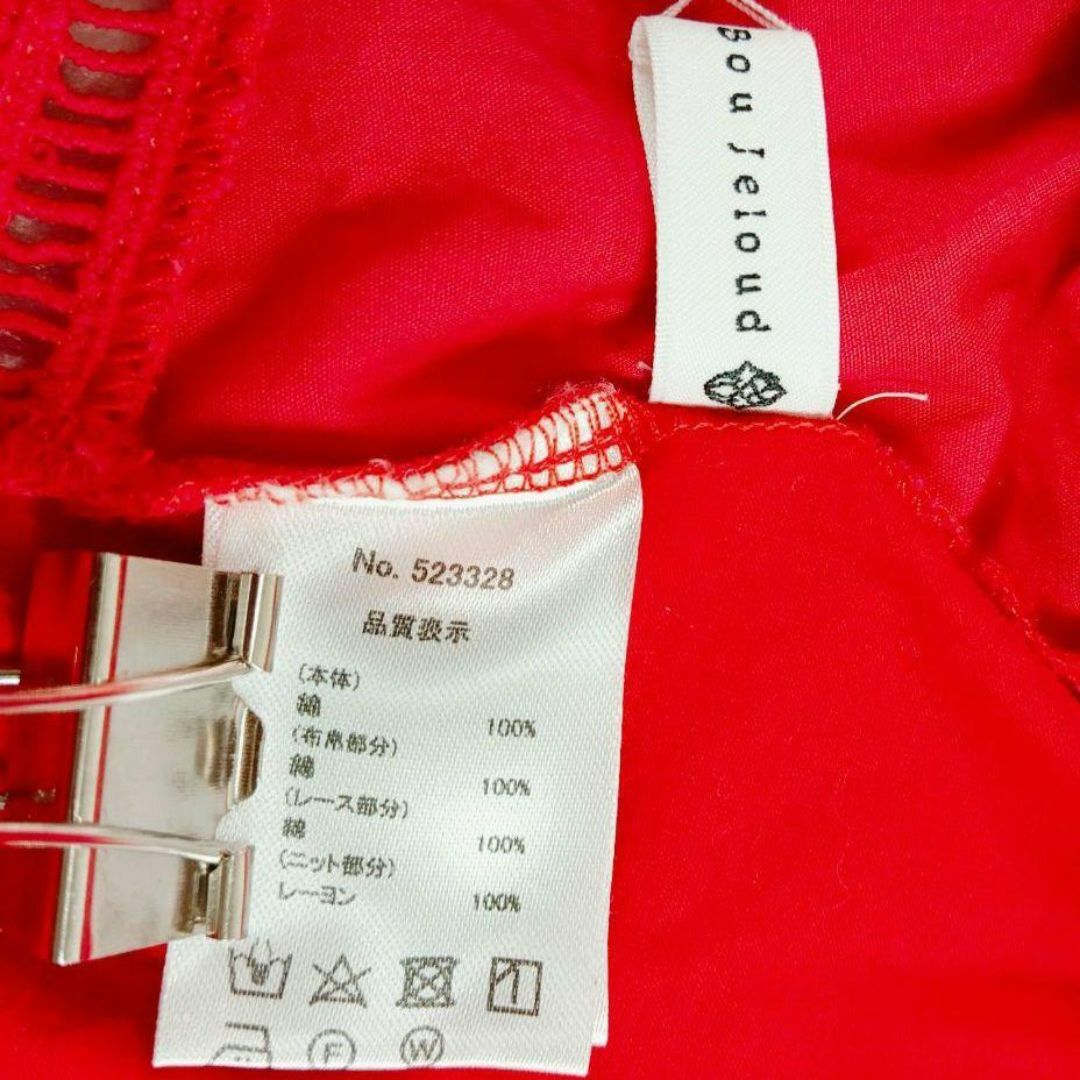 Bou Jeloud
No. 523328
品質表示
(本体)
綿 100%
(布帛部分)
綿 100%
(レース部分)
綿 100%
(ニット部分)
レーヨン 100%
F W